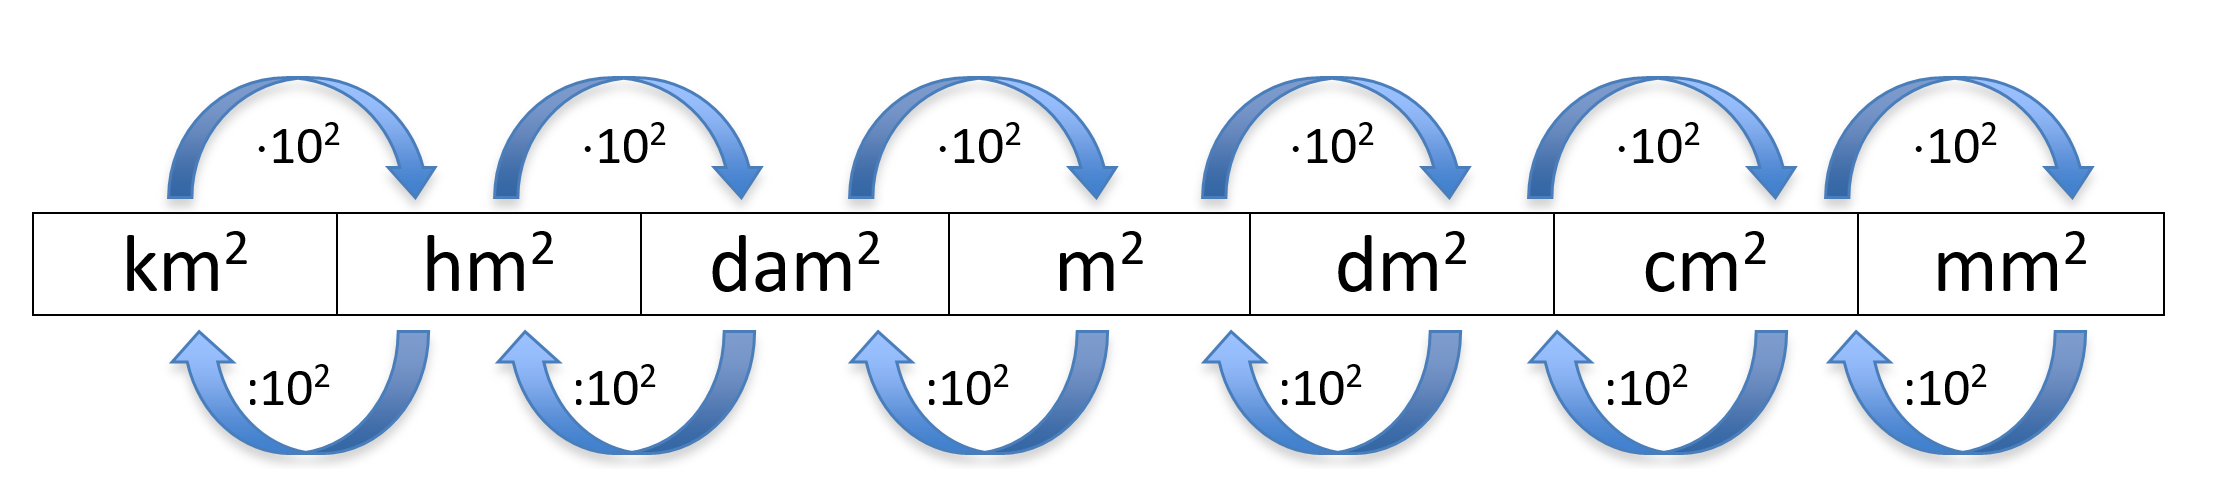 ·10² ·10² ·10² ·10² ·10² ·10²
km² hm² dam² m² dm² cm² mm²
:10² :10² :10² :10² :10² :10²